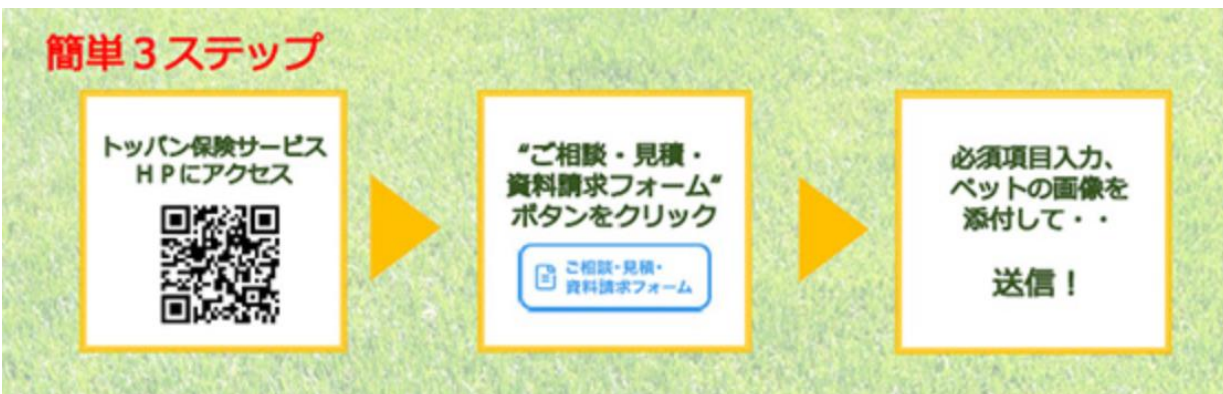 簡単3ステップ
トッパン保険サービス
HPにアクセス
“ご相談・見積・
資料請求フォーム“
ボタンをクリック
ご相談・見積・
資料請求フォーム
必須項目入力、
ペットの画像を
添付して・・
送信！